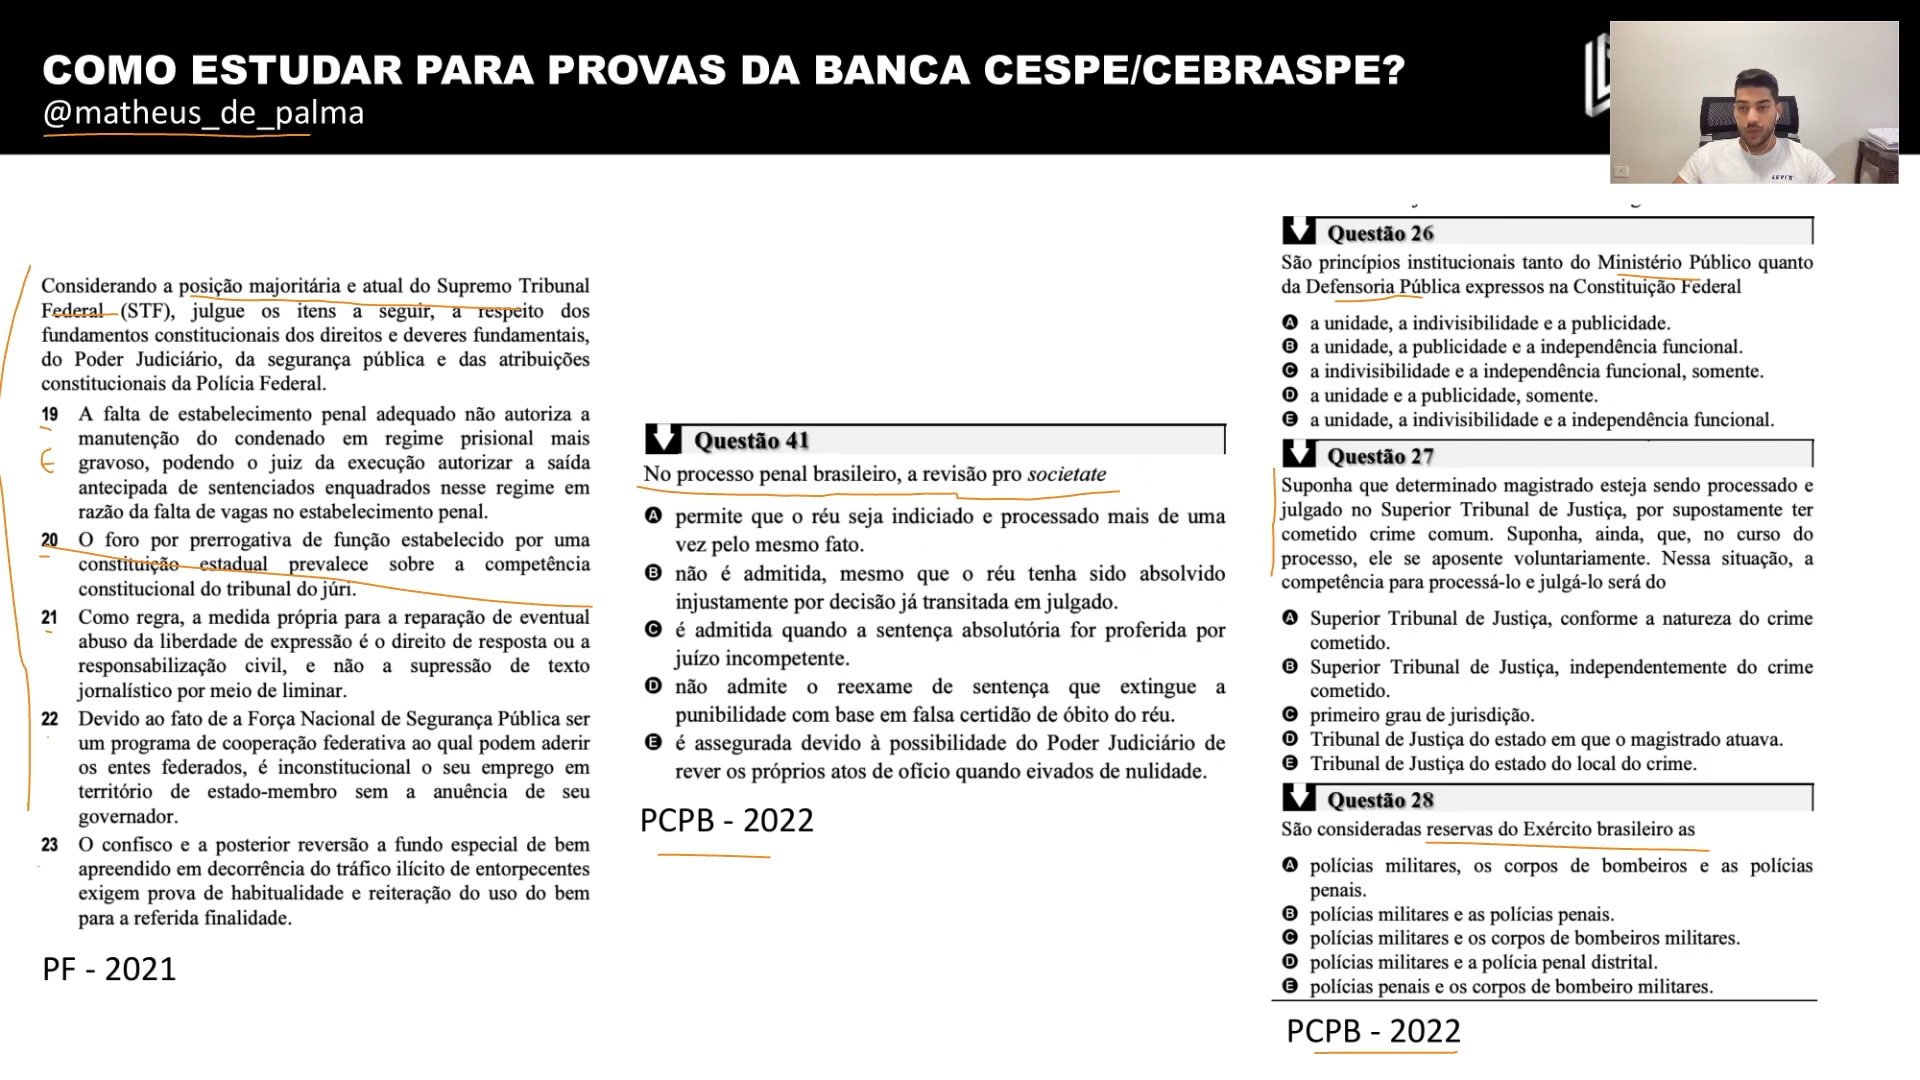 COMO ESTUDAR PARA PROVAS DA BANCA CESPE/CEBRASPE?
@matheus_de_palma
LEVI'S
Considerando a posição majoritária e atual do Supremo Tribunal
Federal (STF), julgue os itens a seguir, a respeito dos
fundamentos constitucionais dos direitos e deveres fundamentais,
do Poder Judiciário, da segurança pública e das atribuições
constitucionais da Polícia Federal.
19 A falta de estabelecimento penal adequado não autoriza a
manutenção do condenado em regime prisional mais
E gravoso, podendo o juiz da execução autorizar a saída
antecipada de sentenciados enquadrados nesse regime em
razão da falta de vagas no estabelecimento penal.
20 O foro por prerrogativa de função estabelecido por uma
constituição estadual prevalece sobre a competência
constitucional do tribunal do júri.
21 Como regra, a medida própria para a reparação de eventual
abuso da liberdade de expressão é o direito de resposta ou a
responsabilização civil, e não a supressão de texto
jornalístico por meio de liminar.
22 Devido ao fato de a Força Nacional de Segurança Pública ser
um programa de cooperação federativa ao qual podem aderir
os entes federados, é inconstitucional o seu emprego em
território de estado-membro sem a anuência de seu
governador.
23 O confisco e a posterior reversão a fundo especial de bem
apreendido em decorrência do tráfico ilícito de entorpecentes
exigem prova de habitualidade e reiteração do uso do bem
para a referida finalidade.
PF - 2021
Questão 41
No processo penal brasileiro, a revisão pro societate
A permite que o réu seja indiciado e processado mais de uma
vez pelo mesmo fato.
B não é admitida, mesmo que o réu tenha sido absolvido
injustamente por decisão já transitada em julgado.
C é admitida quando a sentença absolutória for proferida por
juízo incompetente.
D não admite o reexame de sentença que extingue a
punibilidade com base em falsa certidão de óbito do réu.
E é assegurada devido à possibilidade do Poder Judiciário de
rever os próprios atos de ofício quando eivados de nulidade.
PCPB - 2022
Questão 26
São princípios institucionais tanto do Ministério Público quanto
da Defensoria Pública expressos na Constituição Federal
A a unidade, a indivisibilidade e a publicidade.
B a unidade, a publicidade e a independência funcional.
C a indivisibilidade e a independência funcional, somente.
D a unidade e a publicidade, somente.
E a unidade, a indivisibilidade e a independência funcional.
Questão 27
Suponha que determinado magistrado esteja sendo processado e
julgado no Superior Tribunal de Justiça, por supostamente ter
cometido crime comum. Suponha, ainda, que, no curso do
processo, ele se aposente voluntariamente. Nessa situação, a
competência para processá-lo e julgá-lo será do
A Superior Tribunal de Justiça, conforme a natureza do crime
cometido.
B Superior Tribunal de Justiça, independentemente do crime
cometido.
C primeiro grau de jurisdição.
D Tribunal de Justiça do estado em que o magistrado atuava.
E Tribunal de Justiça do estado do local do crime.
Questão 28
São consideradas reservas do Exército brasileiro as
A polícias militares, os corpos de bombeiros e as polícias
penais.
B polícias militares e as polícias penais.
C polícias militares e os corpos de bombeiros militares.
D polícias militares e a polícia penal distrital.
E polícias penais e os corpos de bombeiro militares.
PCPB - 2022